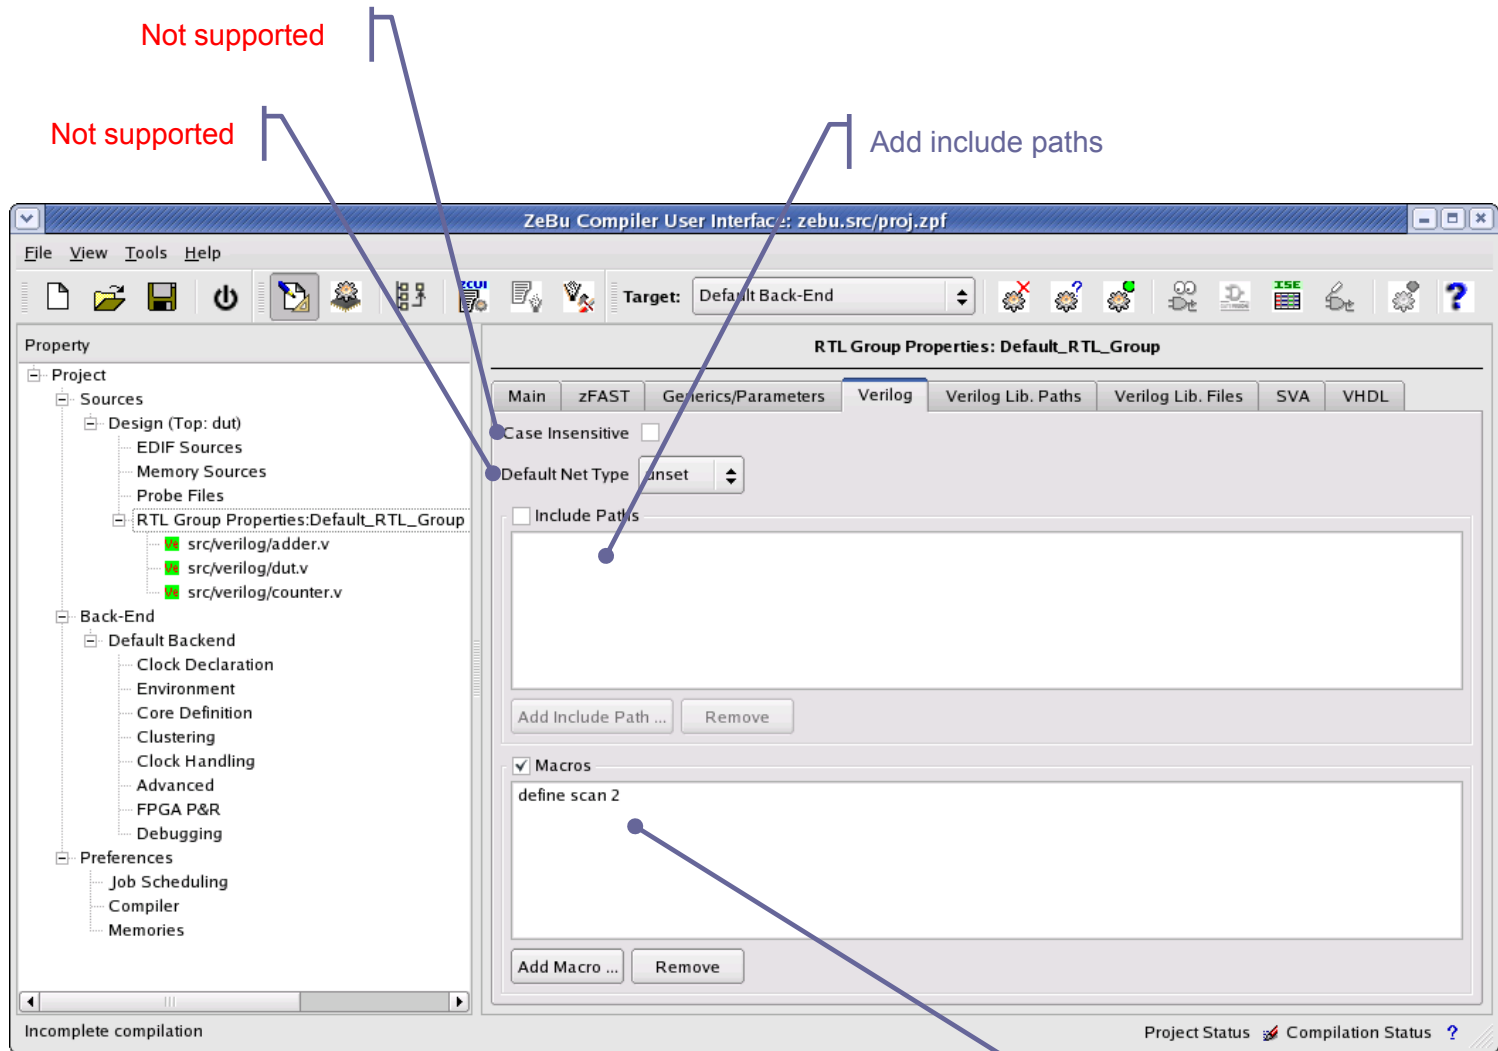 Not supported
Not supported
Add include paths
ZeBu Compiler User Interface: zebu.src/proj.zpf
File View Tools Help
ZCUI
Target: Default Back-End
ISE
?
Property
Project
Sources
Design (Top: dut)
EDIF Sources
Memory Sources
Probe Files
RTL Group Properties:Default_RTL_Group
Ve src/verilog/adder.v
Ve src/verilog/dut.v
Ve src/verilog/counter.v
Back-End
Default Backend
Clock Declaration
Environment
Core Definition
Clustering
Clock Handling
Advanced
FPGA P&R
Debugging
Preferences
Job Scheduling
Compiler
Memories
RTL Group Properties: Default_RTL_Group
Main zFAST Generics/Parameters Verilog Verilog Lib. Paths Verilog Lib. Files SVA VHDL
Case Insensitive
Default Net Type unset
Include Paths
Add Include Path ... Remove
Macros
define scan 2
Add Macro ... Remove
Incomplete compilation
Project Status Compilation Status ?